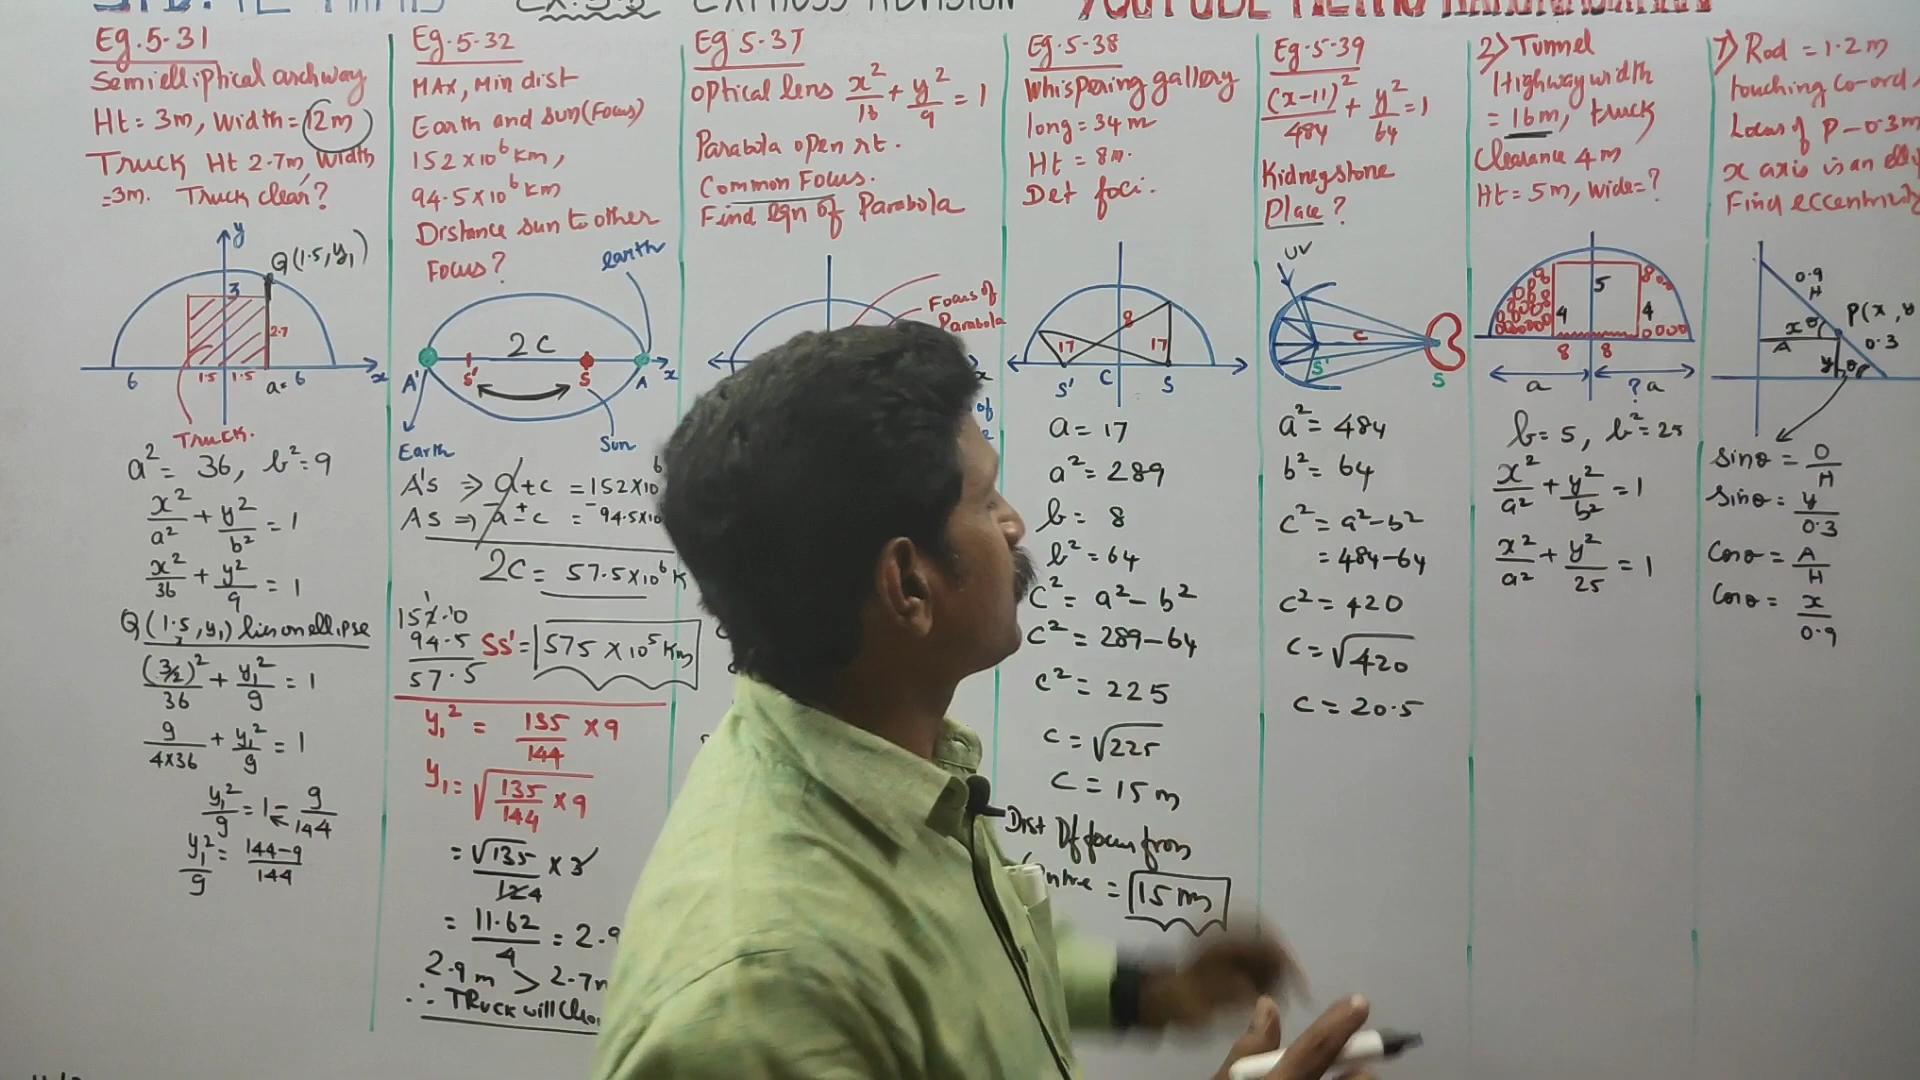 Eg.5-31
Semielliptical archway
Ht = 3m, width = 12m
Truck Ht 2.7m, width
=3m. Truck clear?
y
Q(1.5, y₁)
3
2.7
6 1.5 1.5 a= 6 x
Truck.
a² = 36, b² = 9
x²/a² + y²/b² = 1
x²/36 + y²/9 = 1
Q(1.5, y₁) lies on ellipse
(3/2)²/36 + y₁²/9 = 1
9/4×36 + y₁²/9 = 1
y₁²/9 = 1 - 9/144
y₁²/9 = 144-9/144
Eg.5-32
MAX, Min dist
Earth and sun(Focus)
152×10⁶ km,
94.5×10⁶ km
Distance sun to other
Focus?
earth
2C
A' S' S A x
Earth Sun
A's ⇒ a+c = 152×10⁶
AS ⇒ a-c = 94.5×10
2C = 57.5×10⁶ K
152.0
94.5
57.5
SS' = 575 × 10⁵ Km
y₁² = 135/144 × 9
y₁ = √135/144 × 9
= √135/124 × 3
= 11.62/4 = 2.9
2.9 m > 2.7m
∴ Truck will
Eg 5-37
Optical lens x²/16 + y²/9 = 1
Parabola open rt.
Common Focus.
Find Eqn of Parabola
Focus of
Parabola
x
of
Eg.5-38
Whispering gallery
long = 34 m
Ht = 8m.
Det foci.
8
17 17
S' C S
a = 17
a² = 289
b = 8
b² = 64
C² = a² - b²
C² = 289-64
C² = 225
C = √225
C = 15 m
Dist Of focus from
= 15 m
Eg.5-39
(x-11)²/484 + y²/64 = 1
Kidneystone
Place?
UV
C
S' S
a² = 484
b² = 64
c² = a²-b²
= 484-64
c² = 420
C = √420
C = 20.5
2) Tunnel
Highway width
= 16m, truck
Clearance 4m
Ht = 5m, wide=?
5
4 4
8 8
a ? a
b = 5, b² = 25
x²/a² + y²/b² = 1
x²/a² + y²/25 = 1
7) Rod = 1.2m
touching Co-ord
Locus of P - 0.3m
x axis is an
Find eccentricity
0.9
H
P(x, y
x θ
A
0.3
y θ
Sinθ = O/H
Sinθ = y/0.3
Cosθ = A/H
Cosθ = x/0.9